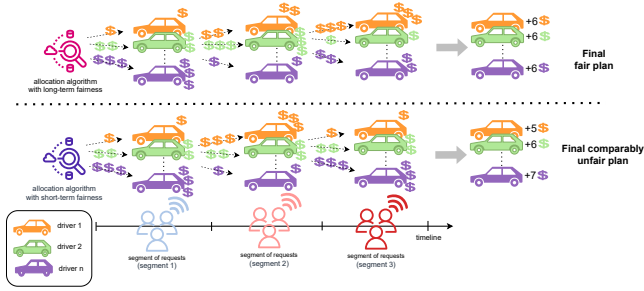 +6 $
+6 $
+6 $
Final
fair plan
allocation algorithm
with long-term fairness
+5 $
+6 $
+7 $
Final comparably
unfair plan
allocation algorithm
with short-term fairness
driver 1
driver 2
driver n
segment of requests
(segment 1)
segment of requests
(segment 2)
segment of requests
(segment 3)
timeline